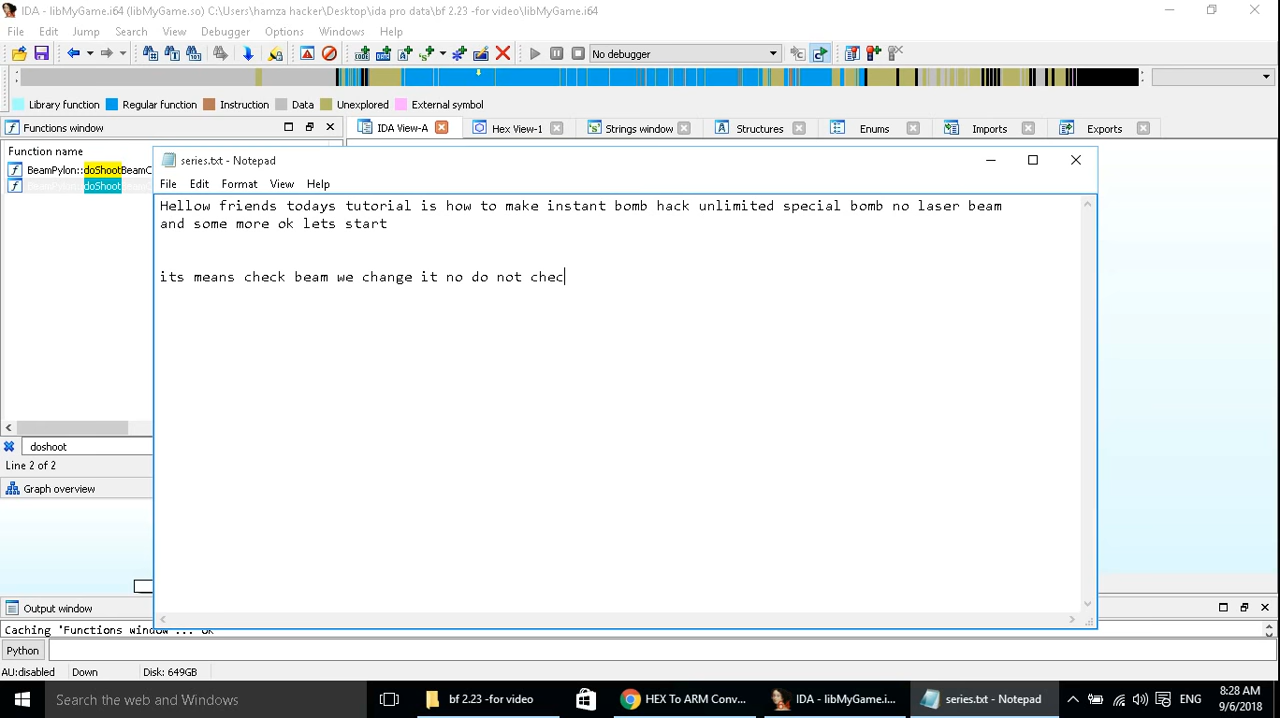 IDA - libMyGame.i64 (libMyGame.so) C:\Users\hamza hacker\Desktop\ida pro data\bf 2.23 -for video\libMyGame.i64
File Edit Jump Search View Debugger Options Windows Help
No debugger
Library function Regular function Instruction Data Unexplored External symbol
Functions window
IDA View-A Hex View-1 Strings window Structures Enums Imports Exports
Function name
BeamPylon::doShootBeamC
BeamPylon::doShootBeamC
doshoot
Line 2 of 2
Graph overview
series.txt - Notepad
File Edit Format View Help
Hellow friends todays tutorial is how to make instant bomb hack unlimited special bomb no laser beam
and some more ok lets start
its means check beam we change it no do not chec
Output window
Caching 'Functions window'... ok
Python
AU:disabled Down Disk: 649GB
Search the web and Windows
bf 2.23 -for video
HEX To ARM Conv...
IDA - libMyGame.i...
series.txt - Notepad
ENG
8:28 AM
9/6/2018